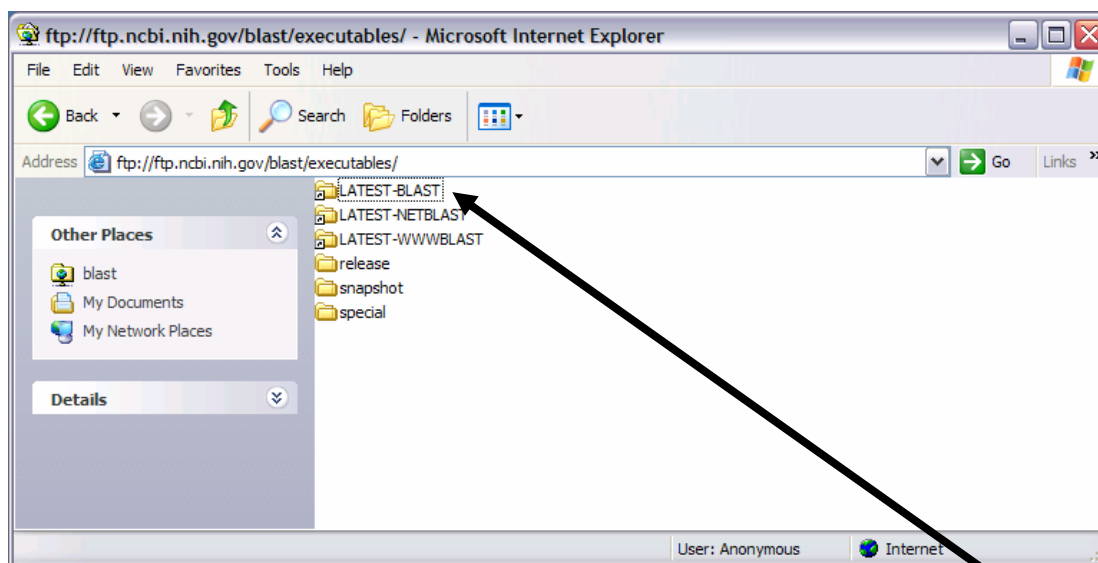 ftp://ftp.ncbi.nih.gov/blast/executables/ - Microsoft Internet Explorer
File Edit View Favorites Tools Help
Back Search Folders
Address ftp://ftp.ncbi.nih.gov/blast/executables/ Go Links »
Other Places
blast
My Documents
My Network Places
Details
LATEST-BLAST
LATEST-NETBLAST
LATEST-WWWBLAST
release
snapshot
special
User: Anonymous Internet